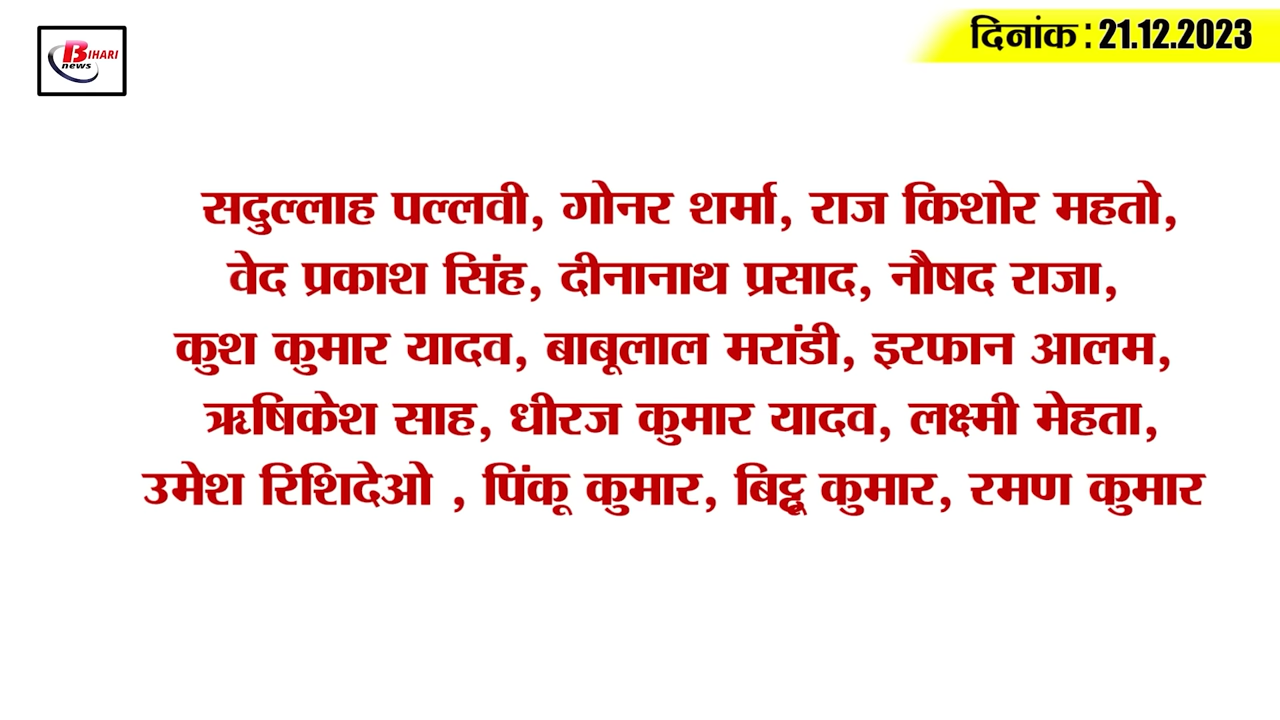 BIHARI
news
दिनांक : 21.12.2023
सदुल्लाह पल्लवी, गोनर शर्मा, राज किशोर महतो,
वेद प्रकाश सिंह, दीनानाथ प्रसाद, नौषद राजा,
कुश कुमार यादव, बाबूलाल मरांडी, इरफान आलम,
ऋषिकेश साह, धीरज कुमार यादव, लक्ष्मी मेहता,
उमेश रिशिदेओ , पिंकू कुमार, बिट्टू कुमार, रमण कुमार